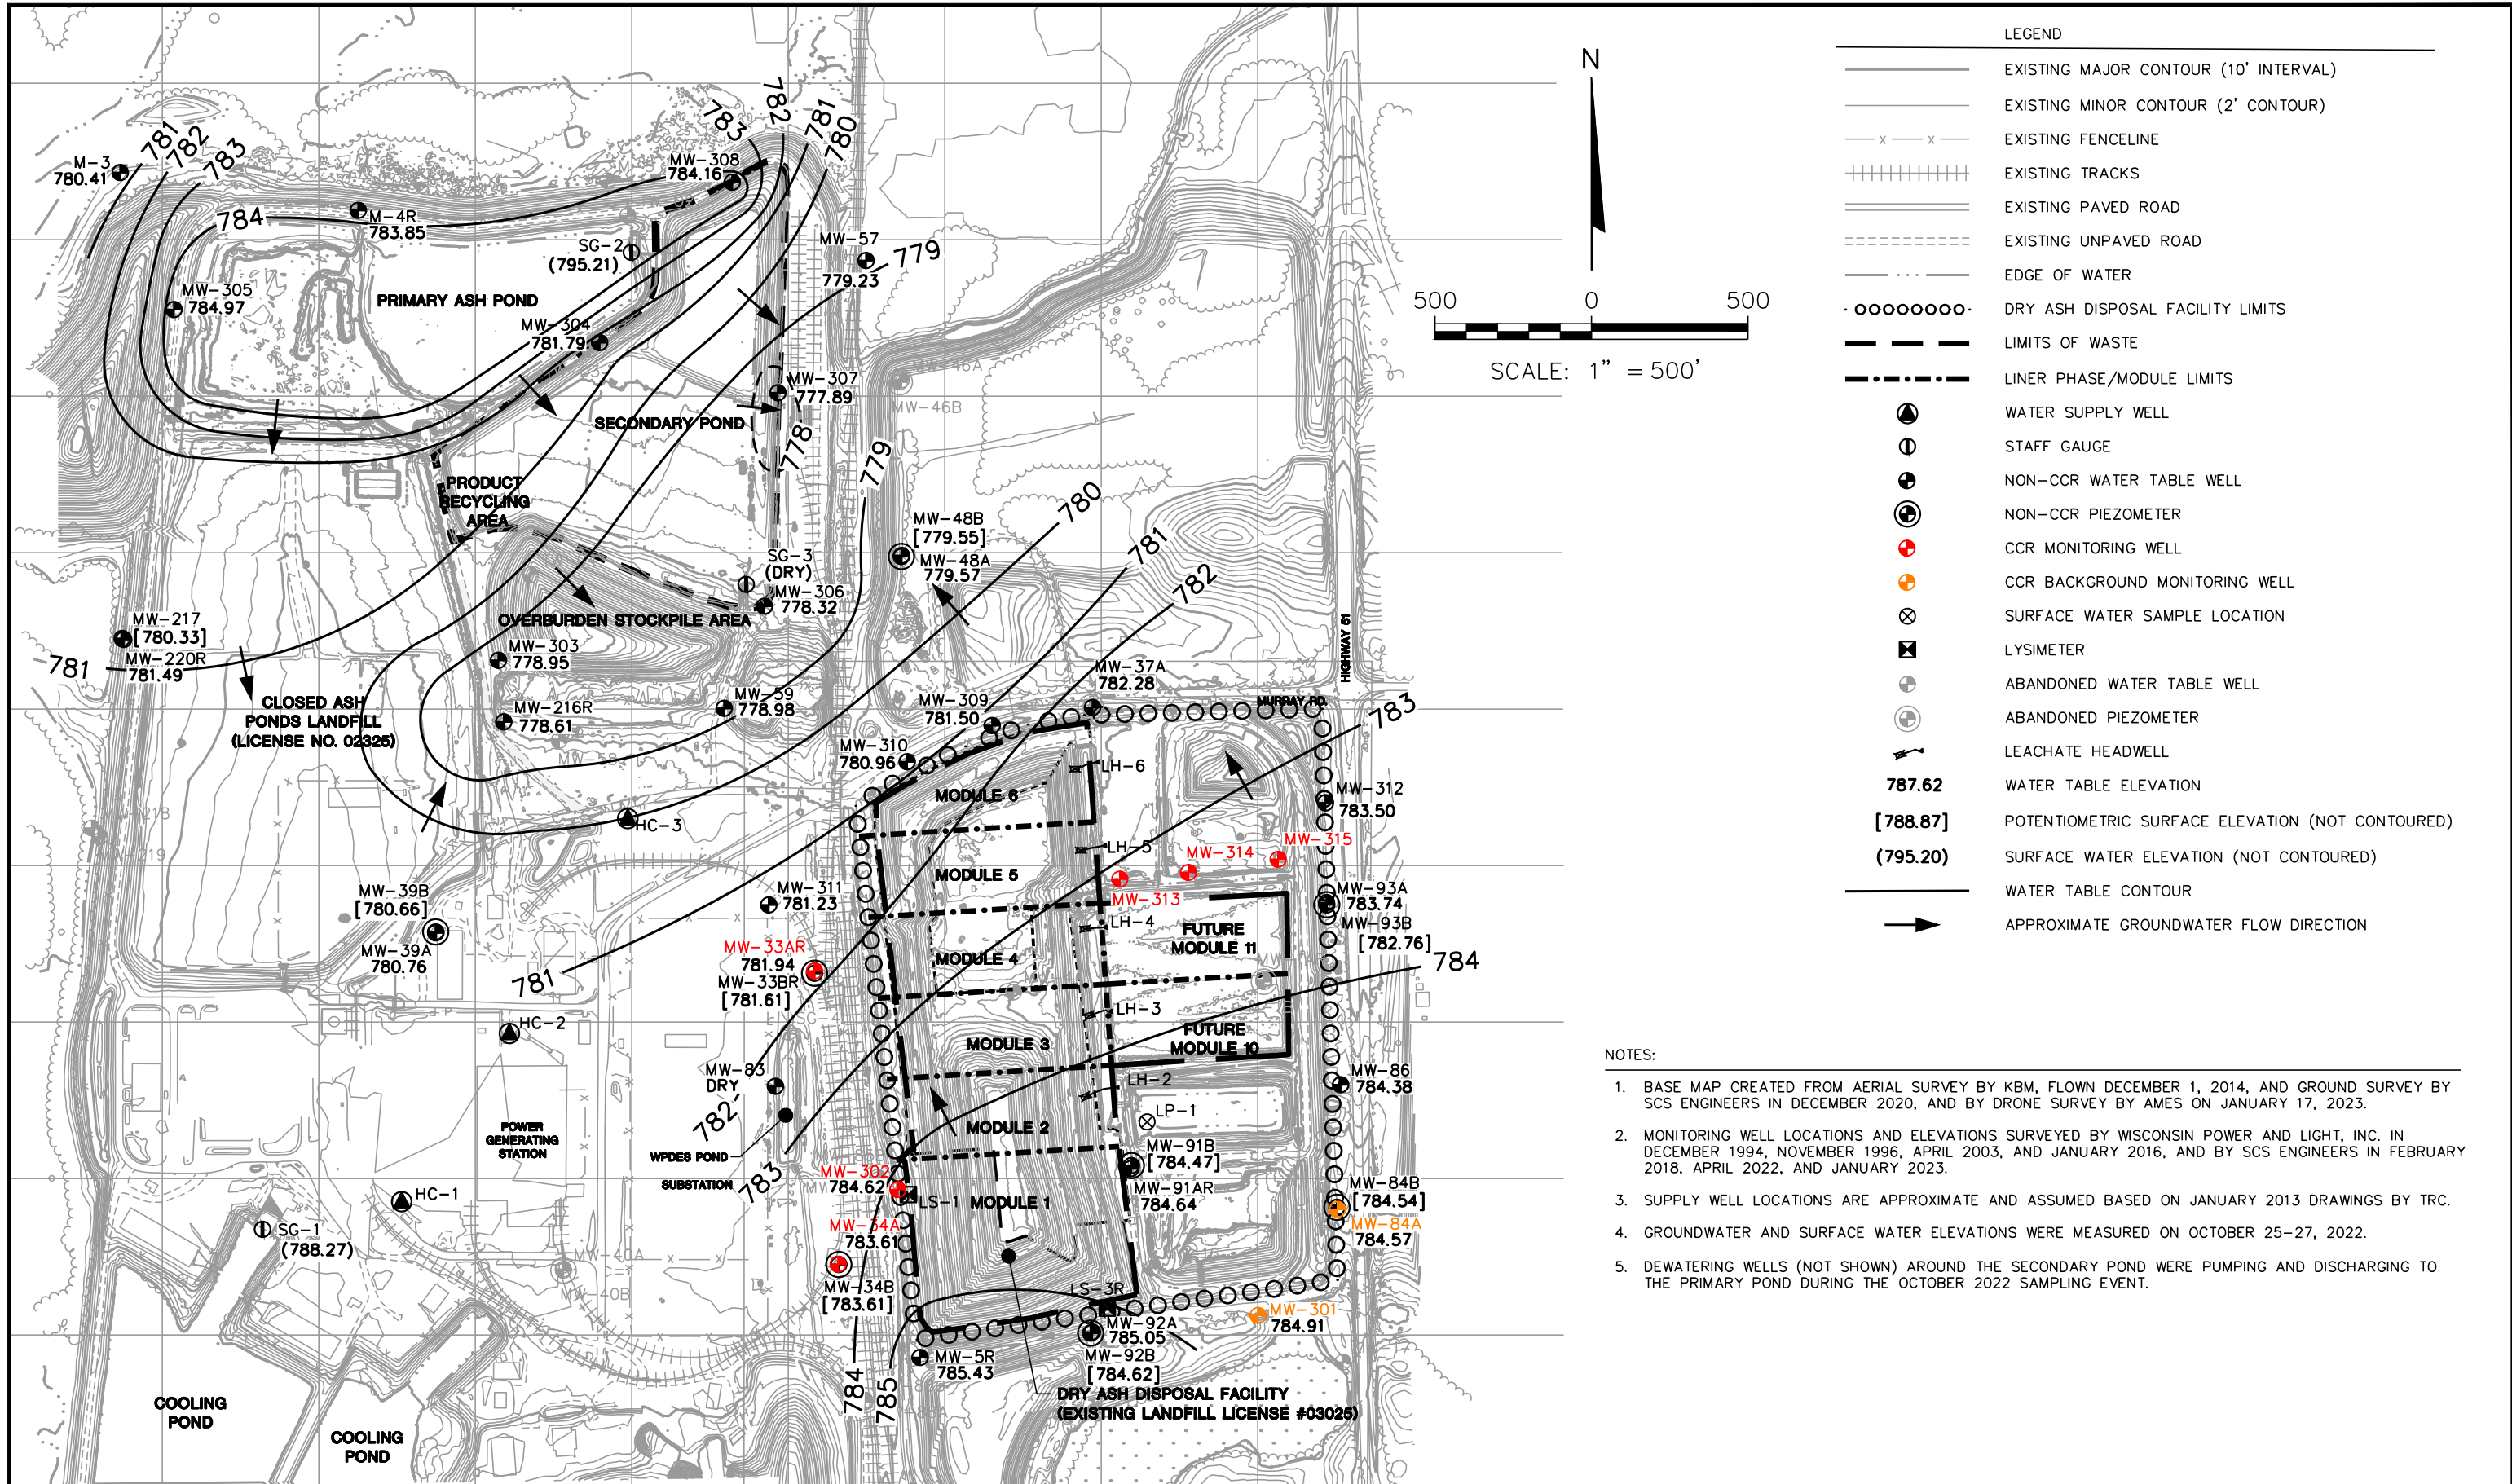 782
781
780
783
781
782
783
784
M-3
780.41
MW-308
784.16
M-4R
783.85
SG-2
(795.21)
MW-57
779.23
779
MW-305
784.97
PRIMARY ASH POND
MW-304
781.79
MW-307
777.89
MW-46A
MW-46B
SECONDARY POND
778
779
PRODUCT
RECYCLING
AREA
780
781
782
MW-48B
[779.55]
MW-48A
779.57
SG-3
(DRY)
MW-306
778.32
OVERBURDEN STOCKPILE AREA
MW-217
[780.33]
MW-220R
781.49
781
MW-303
778.95
CLOSED ASH
PONDS LANDFILL
(LICENSE NO. 02325)
MW-216R
778.61
MW-59
778.98
MW-309
781.50
MW-37A
782.28
HIGHWAY 51
MURRAY RD.
783
MW-310
780.96
LH-6
MODULE 6
MW-312
783.50
HC-3
LH-5
MW-314
MW-315
MODULE 5
MW-313
MW-39B
[780.66]
MW-39A
780.76
MW-311
781.23
MW-93A
783.74
MW-93B
[782.76]
LH-4
FUTURE
MODULE 11
MW-33AR
781.94
MW-33BR
[781.61]
MODULE 4
784
781
SG-4
HC-2
LH-3
MODULE 3
FUTURE
MODULE 10
MW-83
DRY
782
LH-2
MW-86
784.38
LP-1
MODULE 2
POWER
GENERATING
STATION
WPDES POND
SUBSTATION
783
MW-91B
[784.47]
MW-91AR
784.64
MW-302
784.62
LS-1
MODULE 1
MW-84B
[784.54]
MW-84A
784.57
HC-1
SG-1
(788.27)
MW-34A
783.61
MW-34B
[783.61]
MW-40A
MW-40B
LS-3R
MW-301
784.91
MW-92A
785.05
MW-92B
[784.62]
MW-5R
785.43
784
785
DRY ASH DISPOSAL FACILITY
(EXISTING LANDFILL LICENSE #03025)
COOLING
POND
COOLING
POND
N
500 0 500
SCALE: 1" = 500'
LEGEND
EXISTING MAJOR CONTOUR (10' INTERVAL)
EXISTING MINOR CONTOUR (2' CONTOUR)
EXISTING FENCELINE
EXISTING TRACKS
EXISTING PAVED ROAD
EXISTING UNPAVED ROAD
EDGE OF WATER
DRY ASH DISPOSAL FACILITY LIMITS
LIMITS OF WASTE
LINER PHASE/MODULE LIMITS
WATER SUPPLY WELL
STAFF GAUGE
NON-CCR WATER TABLE WELL
NON-CCR PIEZOMETER
CCR MONITORING WELL
CCR BACKGROUND MONITORING WELL
SURFACE WATER SAMPLE LOCATION
LYSIMETER
ABANDONED WATER TABLE WELL
ABANDONED PIEZOMETER
LEACHATE HEADWELL
787.62 WATER TABLE ELEVATION
[788.87] POTENTIOMETRIC SURFACE ELEVATION (NOT CONTOURED)
(795.20) SURFACE WATER ELEVATION (NOT CONTOURED)
WATER TABLE CONTOUR
APPROXIMATE GROUNDWATER FLOW DIRECTION
NOTES:
1. BASE MAP CREATED FROM AERIAL SURVEY BY KBM, FLOWN DECEMBER 1, 2014, AND GROUND SURVEY BY
SCS ENGINEERS IN DECEMBER 2020, AND BY DRONE SURVEY BY AMES ON JANUARY 17, 2023.
2. MONITORING WELL LOCATIONS AND ELEVATIONS SURVEYED BY WISCONSIN POWER AND LIGHT, INC. IN
DECEMBER 1994, NOVEMBER 1996, APRIL 2003, AND JANUARY 2016, AND BY SCS ENGINEERS IN FEBRUARY
2018, APRIL 2022, AND JANUARY 2023.
3. SUPPLY WELL LOCATIONS ARE APPROXIMATE AND ASSUMED BASED ON JANUARY 2013 DRAWINGS BY TRC.
4. GROUNDWATER AND SURFACE WATER ELEVATIONS WERE MEASURED ON OCTOBER 25-27, 2022.
5. DEWATERING WELLS (NOT SHOWN) AROUND THE SECONDARY POND WERE PUMPING AND DISCHARGING TO
THE PRIMARY POND DURING THE OCTOBER 2022 SAMPLING EVENT.